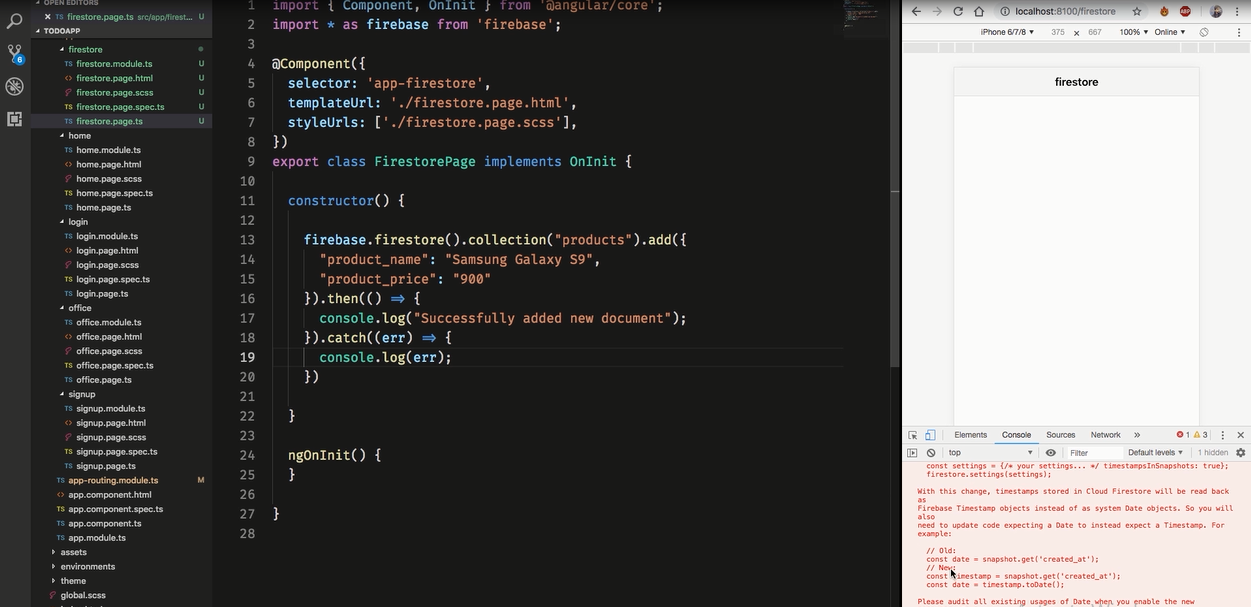 OPEN EDITORS
TS firestore.page.ts src/app/firest... U
TODOAPP
firestore
TS firestore.module.ts U
<> firestore.page.html U
firestore.page.scss U
TS firestore.page.spec.ts U
TS firestore.page.ts U
home
TS home.module.ts
<> home.page.html
home.page.scss
TS home.page.spec.ts
TS home.page.ts
login
TS login.module.ts
<> login.page.html
login.page.scss
TS login.page.spec.ts
TS login.page.ts
office
TS office.module.ts
<> office.page.html
office.page.scss
TS office.page.spec.ts
TS office.page.ts
signup
TS signup.module.ts
<> signup.page.html
signup.page.scss
TS signup.page.spec.ts
TS signup.page.ts
TS app-routing.module.ts M
<> app.component.html
TS app.component.spec.ts
TS app.component.ts
TS app.module.ts
assets
environments
theme
global.scss
6
1 import { Component, OnInit } from '@angular/core';
2 import * as firebase from 'firebase';
3
4 @Component({
5 selector: 'app-firestore',
6 templateUrl: './firestore.page.html',
7 styleUrls: ['./firestore.page.scss'],
8 })
9 export class FirestorePage implements OnInit {
10
11 constructor() {
12
13 firebase.firestore().collection("products").add({
14 "product_name": "Samsung Galaxy S9",
15 "product_price": "900"
16 }).then(() => {
17 console.log("Successfully added new document");
18 }).catch((err) => {
19 console.log(err);
20 })
21
22 }
23
24 ngOnInit() {
25 }
26
27 }
28
localhost:8100/firestore
ABP
iPhone 6/7/8 375 × 667 100% Online
firestore
Elements Console Sources Network » 1 3
top Filter Default levels 1 hidden
const settings = {/* your settings... */ timestampsInSnapshots: true};
firestore.settings(settings);
With this change, timestamps stored in Cloud Firestore will be read back
as
Firebase Timestamp objects instead of as system Date objects. So you will
also
need to update code expecting a Date to instead expect a Timestamp. For
example:
// Old:
const date = snapshot.get('created_at');
// New:
const timestamp = snapshot.get('created_at');
const date = timestamp.toDate();
Please audit all existing usages of Date when you enable the new